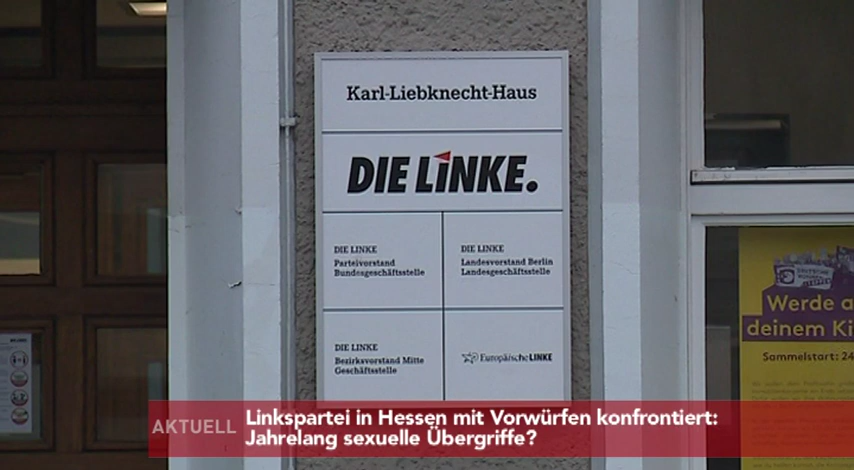 Karl-Liebknecht-Haus
DIE LINKE.
DIE LINKE
Parteivorstand
Bundesgeschäftsstelle
DIE LINKE
Landesvorstand Berlin
Landesgeschäftsstelle
DIE LINKE
Bezirksvorstand Mitte
Geschäftsstelle
Europäische LINKE
Werde a
deinem Ki
Sammelstart: 24
AKTUELL
Linkspartei in Hessen mit Vorwürfen konfrontiert:
Jahrelang sexuelle Übergriffe?